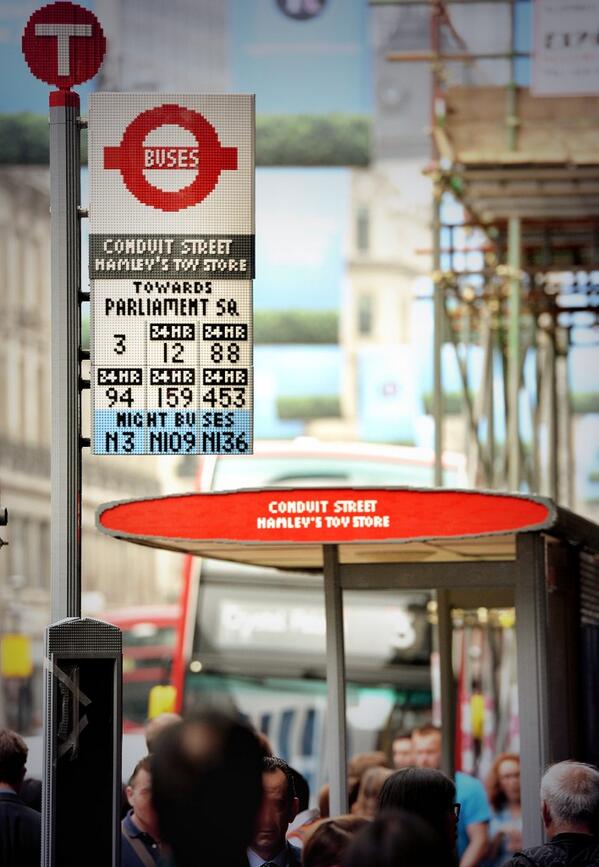 T
BUSES
CONDUIT STREET
HAMLEY'S TOY STORE
TOWARDS
PARLIAMENT SQ.
24HR 24HR
3 12 88
24HR 24HR 24HR
94 159 453
NIGHT BUSES
N3 N109 N136
CONDUIT STREET
HAMLEY'S TOY STORE